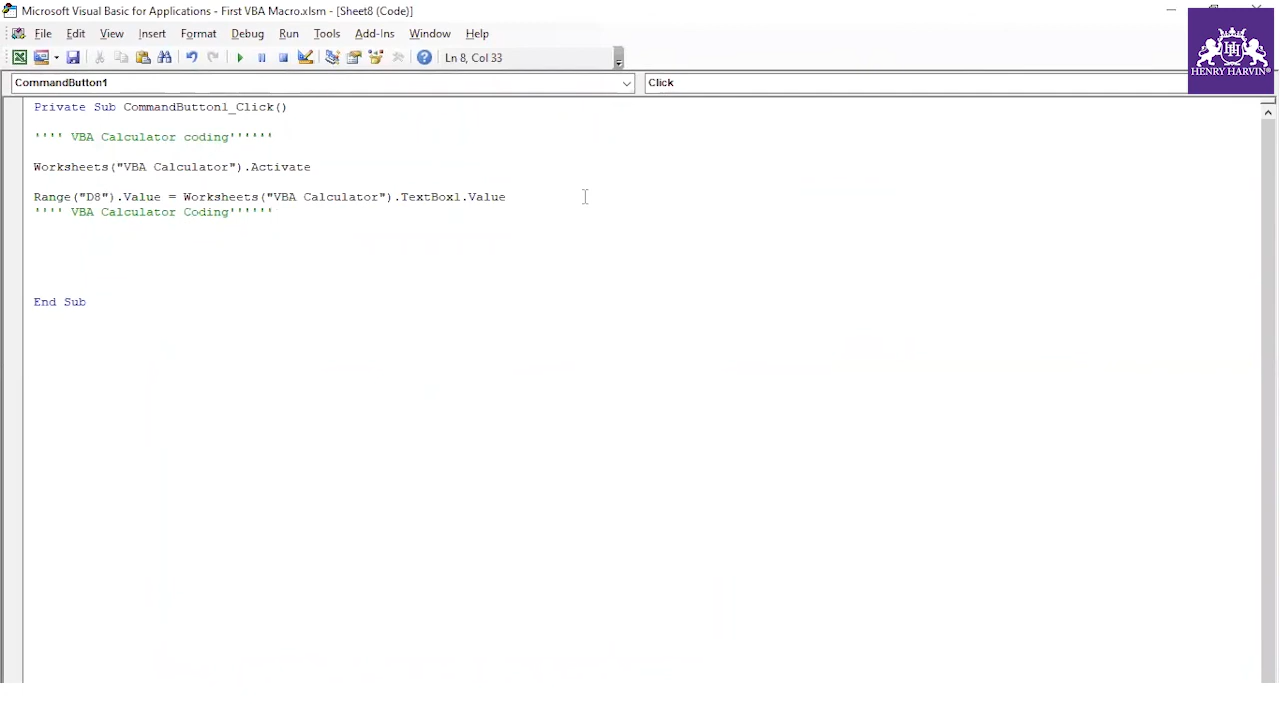 Microsoft Visual Basic for Applications - First VBA Macro.xlsm - [Sheet8 (Code)]
File Edit View Insert Format Debug Run Tools Add-Ins Window Help
Ln 8, Col 33
HENRY HARVIN®
CommandButton1 Click
Private Sub CommandButton1_Click()
'''' VBA Calculator coding''''''
Worksheets("VBA Calculator").Activate
Range("D8").Value = Worksheets("VBA Calculator").TextBox1.Value
'''' VBA Calculator Coding''''''
End Sub